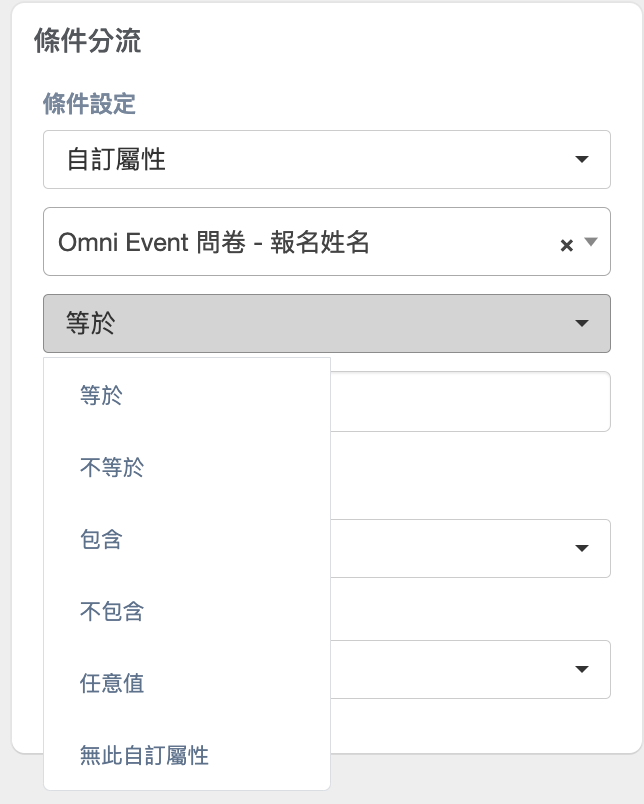 條件分流
條件設定
自訂屬性
Omni Event 問卷 - 報名姓名
等於
等於
不等於
包含
不包含
任意值
無此自訂屬性